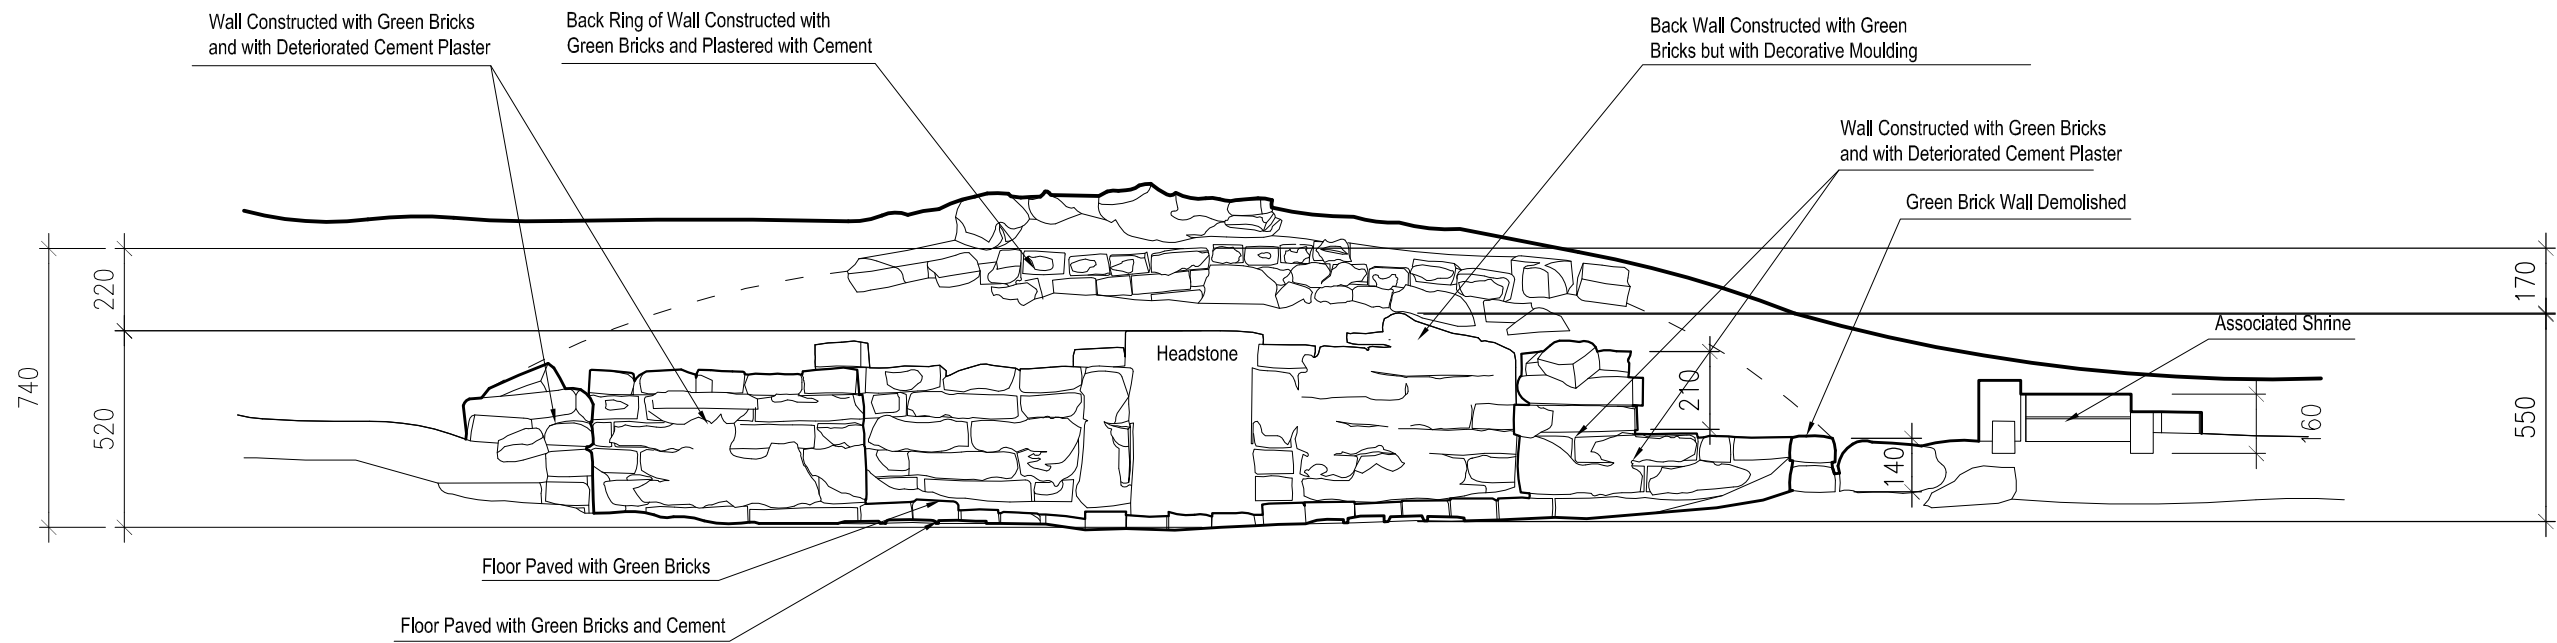 Wall Constructed with Green Bricks
and with Deteriorated Cement Plaster
Back Ring of Wall Constructed with
Green Bricks and Plastered with Cement
Back Wall Constructed with Green
Bricks but with Decorative Moulding
Wall Constructed with Green Bricks
and with Deteriorated Cement Plaster
Green Brick Wall Demolished
220
170
Associated Shrine
Headstone
740
520
210
160
550
140
Floor Paved with Green Bricks
Floor Paved with Green Bricks and Cement